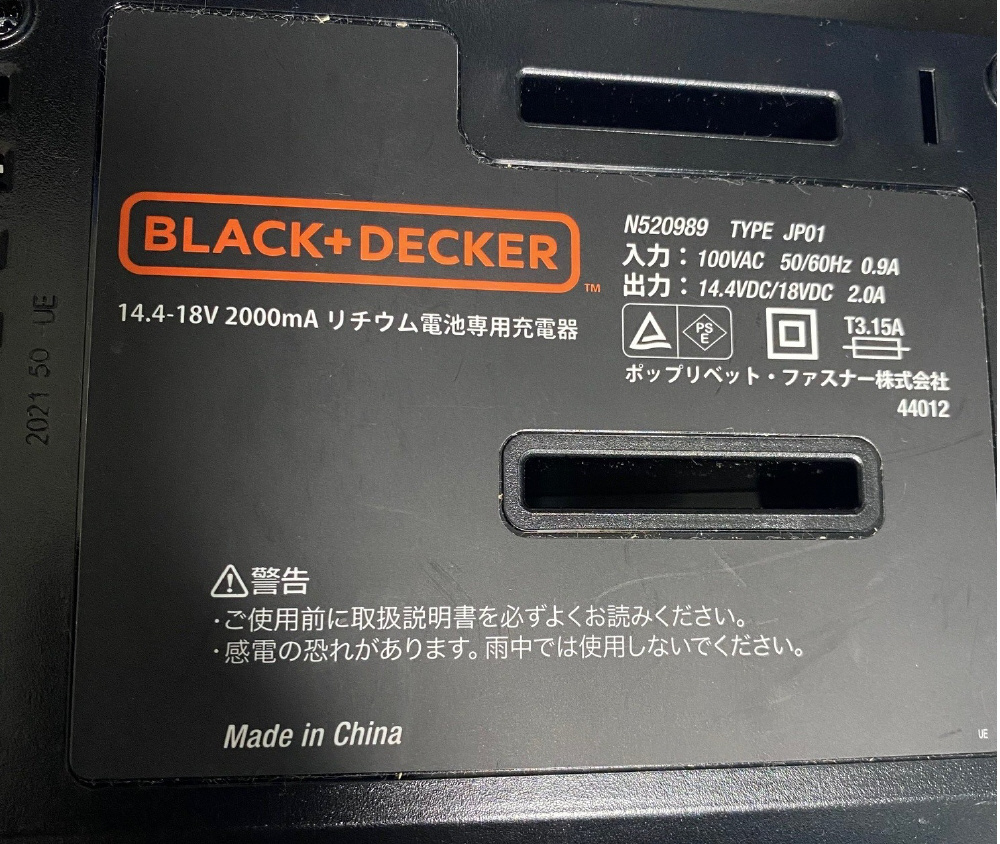 BLACK+DECKER
TM
14.4-18V 2000mA リチウム電池専用充電器
N520989 TYPE JP01
入力：100VAC 50/60Hz 0.9A
出力：14.4VDC/18VDC 2.0A
PS
E
T3.15A
ポップリベット・ファスナー株式会社
44012
2021 50 UE
警告
・ご使用前に取扱説明書を必ずよくお読みください。
・感電の恐れがあります。雨中では使用しないでください。
Made in China
UE